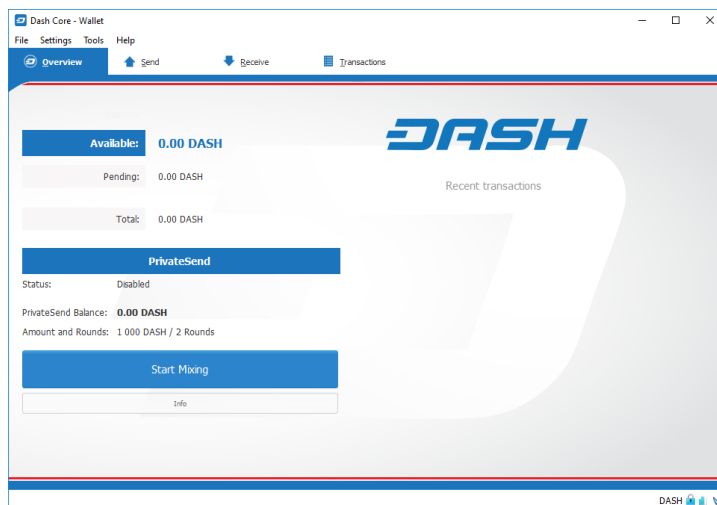 Dash Core - Wallet
File Settings Tools Help
Overview Send Receive Transactions
DASH
Available: 0.00 DASH
Recent transactions
Pending: 0.00 DASH
Total: 0.00 DASH
PrivateSend
Status: Disabled
PrivateSend Balance: 0.00 DASH
Amount and Rounds: 1 000 DASH / 2 Rounds
Start Mixing
Info
DASH